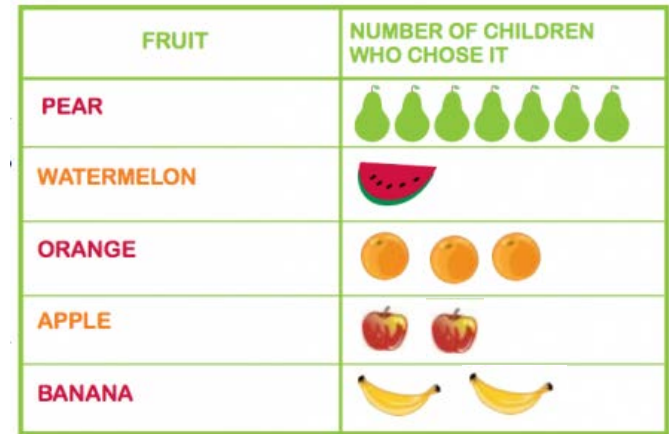 FRUIT
NUMBER OF CHILDREN
WHO CHOSE IT
PEAR
WATERMELON
ORANGE
APPLE
BANANA